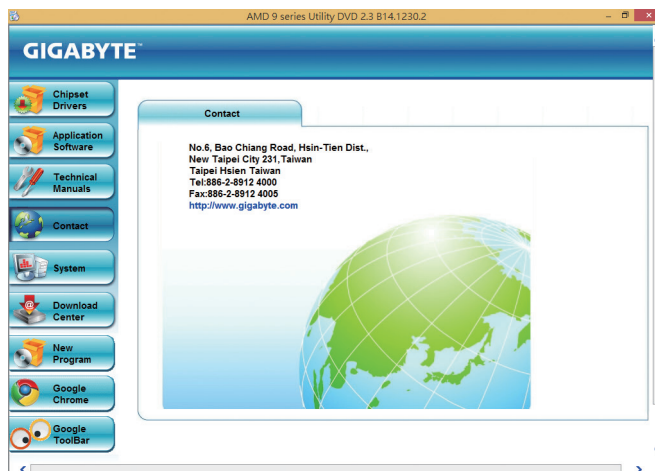 AMD 9 series Utility DVD 2.3 B14.1230.2
GIGABYTE™
Chipset
Drivers
Application
Software
Technical
Manuals
Contact
System
Download
Center
New
Program
Google
Chrome
Google
ToolBar
Contact
No.6, Bao Chiang Road, Hsin-Tien Dist.,
New Taipei City 231,Taiwan
Taipei Hsien Taiwan
Tel:886-2-8912 4000
Fax:886-2-8912 4005
http://www.gigabyte.com